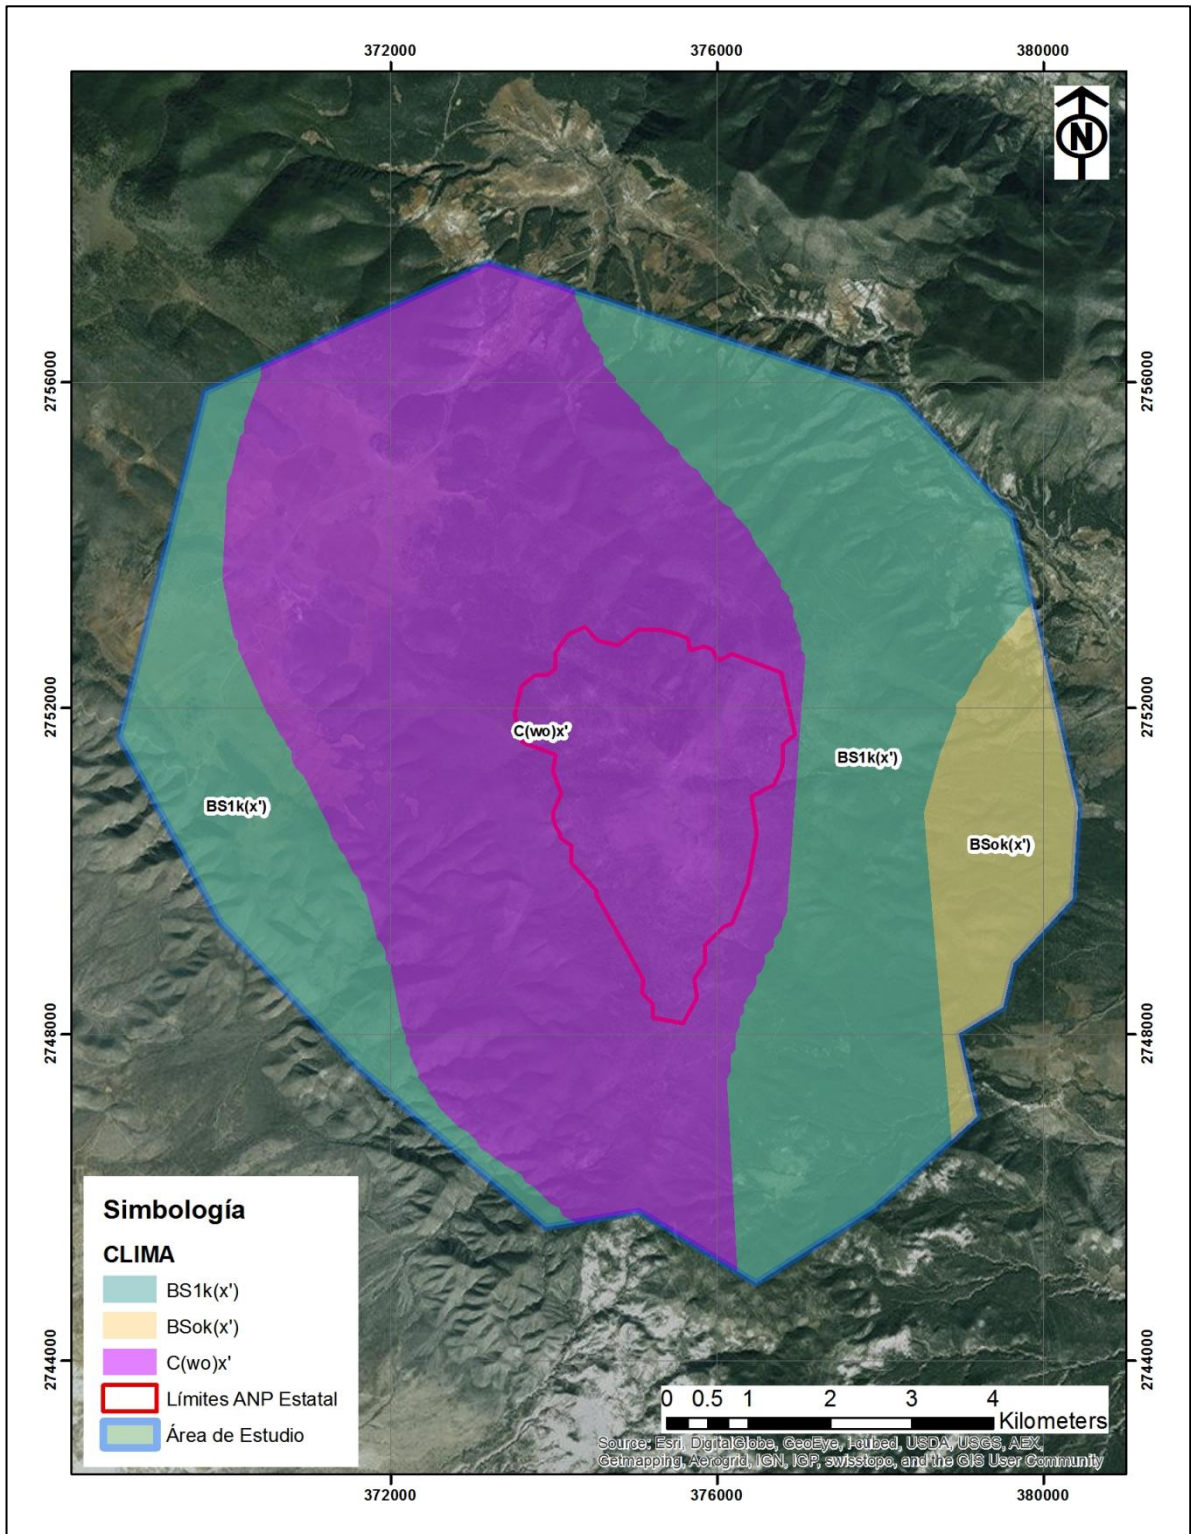 372000 376000 380000
N
2756000 2756000
2752000 2752000
C(wo)x'
BS1k(x')
BS1k(x')
BSok(x')
2748000 2748000
Simbología
CLIMA
BS1k(x')
BSok(x')
C(wo)x'
Límites ANP Estatal
Área de Estudio
2744000 2744000
0 0.5 1 2 3 4
Kilometers
Source: Esri, DigitalGlobe, GeoEye, i-cubed, USDA, USGS, AEX,
Getmapping, Aerogrid, IGN, IGP, swisstopo, and the GIS User Community
372000 376000 380000